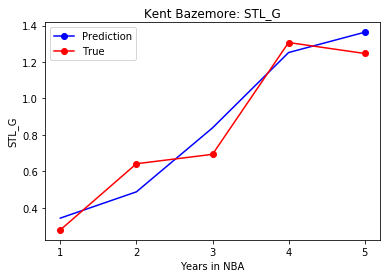 Kent Bazemore: STL_G
Prediction
True
STL_G
1.4
1.2
1.0
0.8
0.6
0.4
1 2 3 4 5
Years in NBA